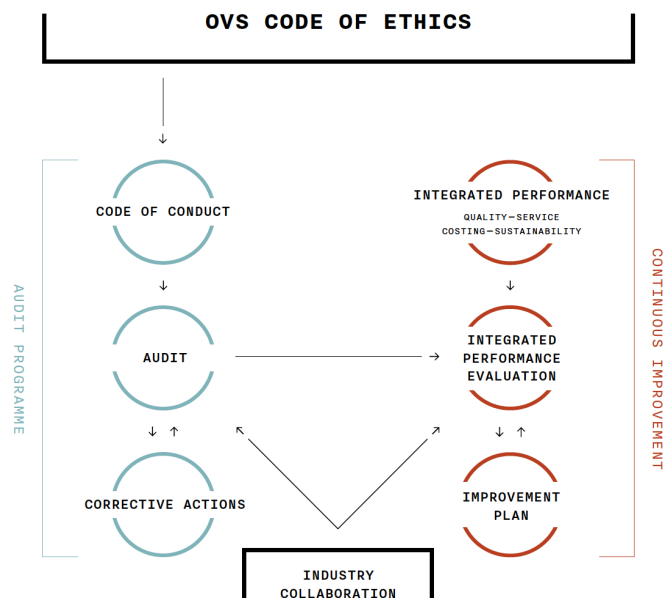 OVS CODE OF ETHICS
CODE OF CONDUCT
INTEGRATED PERFORMANCE
QUALITY—SERVICE
COSTING—SUSTAINABILITY
AUDIT PROGRAMME
CONTINUOUS IMPROVEMENT
AUDIT
INTEGRATED
PERFORMANCE
EVALUATION
CORRECTIVE ACTIONS
IMPROVEMENT
PLAN
INDUSTRY
COLLABORATION